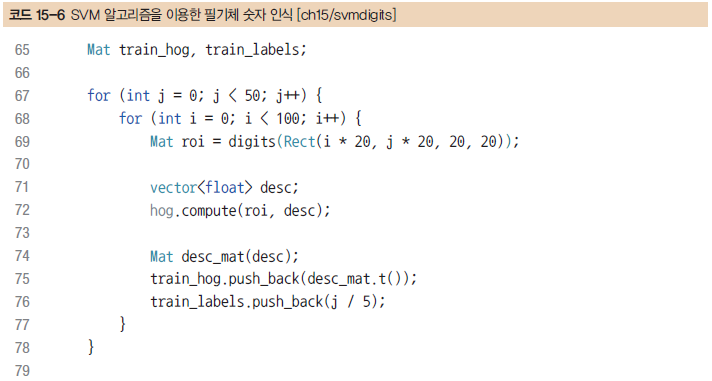 코드 15-6 SVM 알고리즘을 이용한 필기체 숫자 인식 [ch15/svmdigits]
65 Mat train_hog, train_labels;
66
67 for (int j = 0; j < 50; j++) {
68 for (int i = 0; i < 100; i++) {
69 Mat roi = digits(Rect(i * 20, j * 20, 20, 20));
70
71 vector<float> desc;
72 hog.compute(roi, desc);
73
74 Mat desc_mat(desc);
75 train_hog.push_back(desc_mat.t());
76 train_labels.push_back(j / 5);
77 }
78 }
79